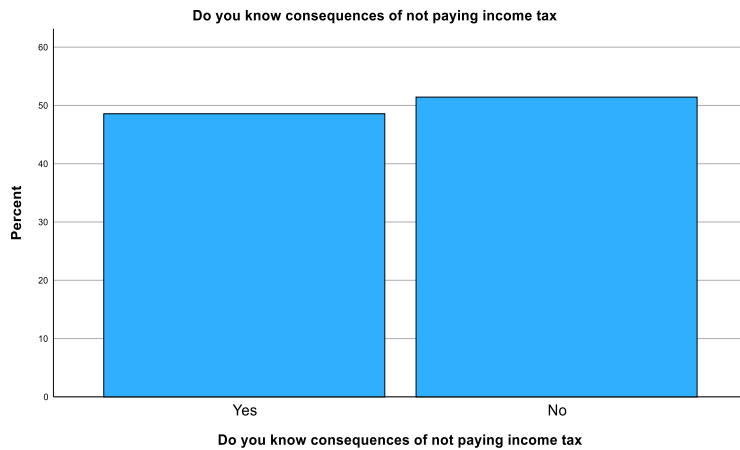 Do you know consequences of not paying income tax
Percent
60
50
40
30
20
10
0
Yes No
Do you know consequences of not paying income tax